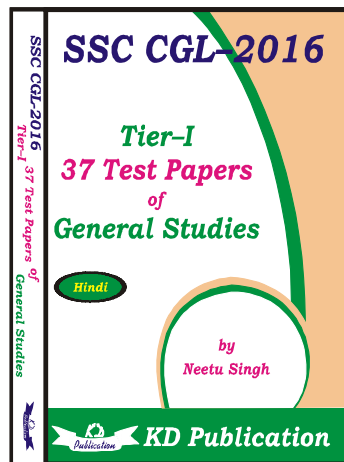 SSC CGL–2016
Tier–I
37 Test Papers
of
General Studies
Hindi
by
Neetu Singh
Publication
KD Publication
SSC CGL-2016
Tier–I 37 Test Papers of
General Studies
Publication